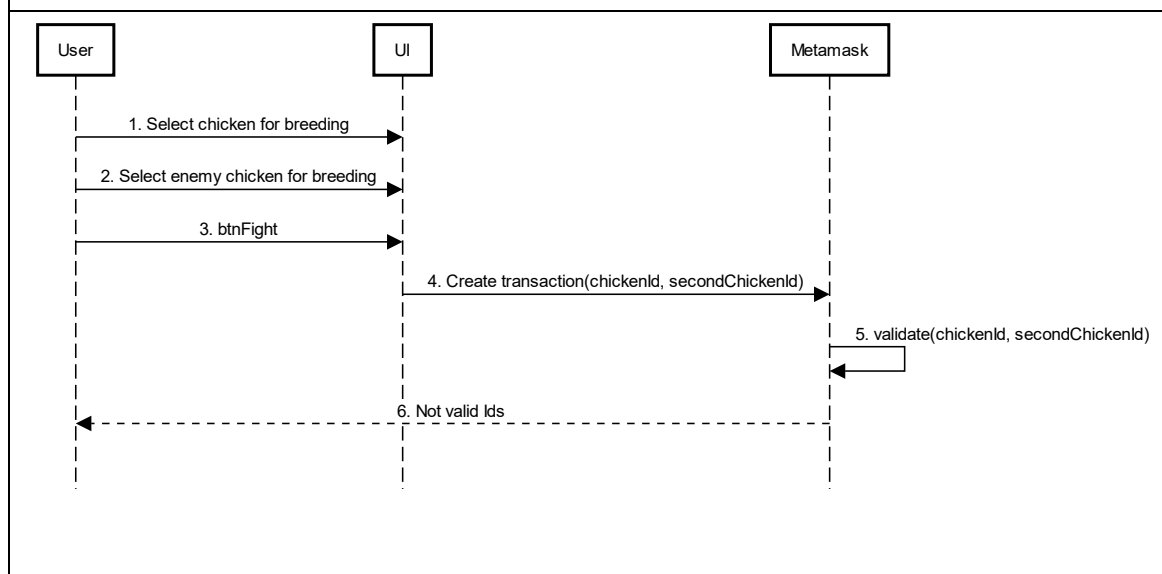 User
UI
Metamask
1. Select chicken for breeding
2. Select enemy chicken for breeding
3. btnFight
4. Create transaction(chickenId, secondChickenId)
5. validate(chickenId, secondChickenId)
6. Not valid Ids